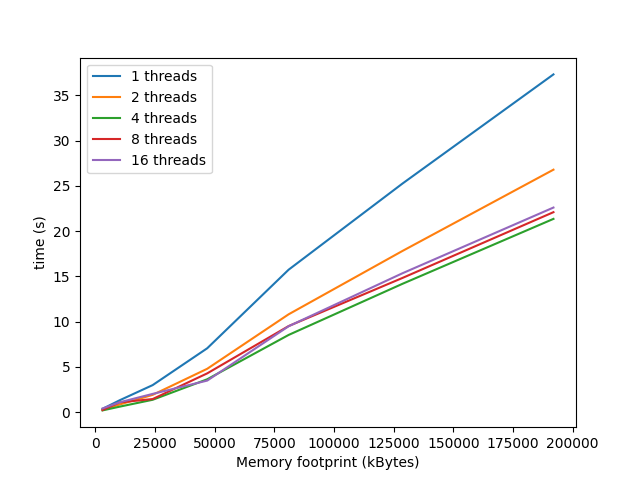 1 threads
2 threads
4 threads
8 threads
16 threads
35
30
25
20
15
10
5
0
time (s)
0 25000 50000 75000 100000 125000 150000 175000 200000
Memory footprint (kBytes)